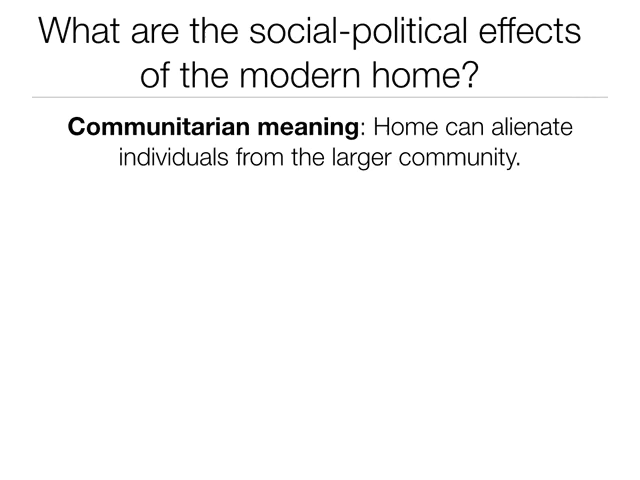 What are the social-political effects
of the modern home?
Communitarian meaning: Home can alienate
individuals from the larger community.